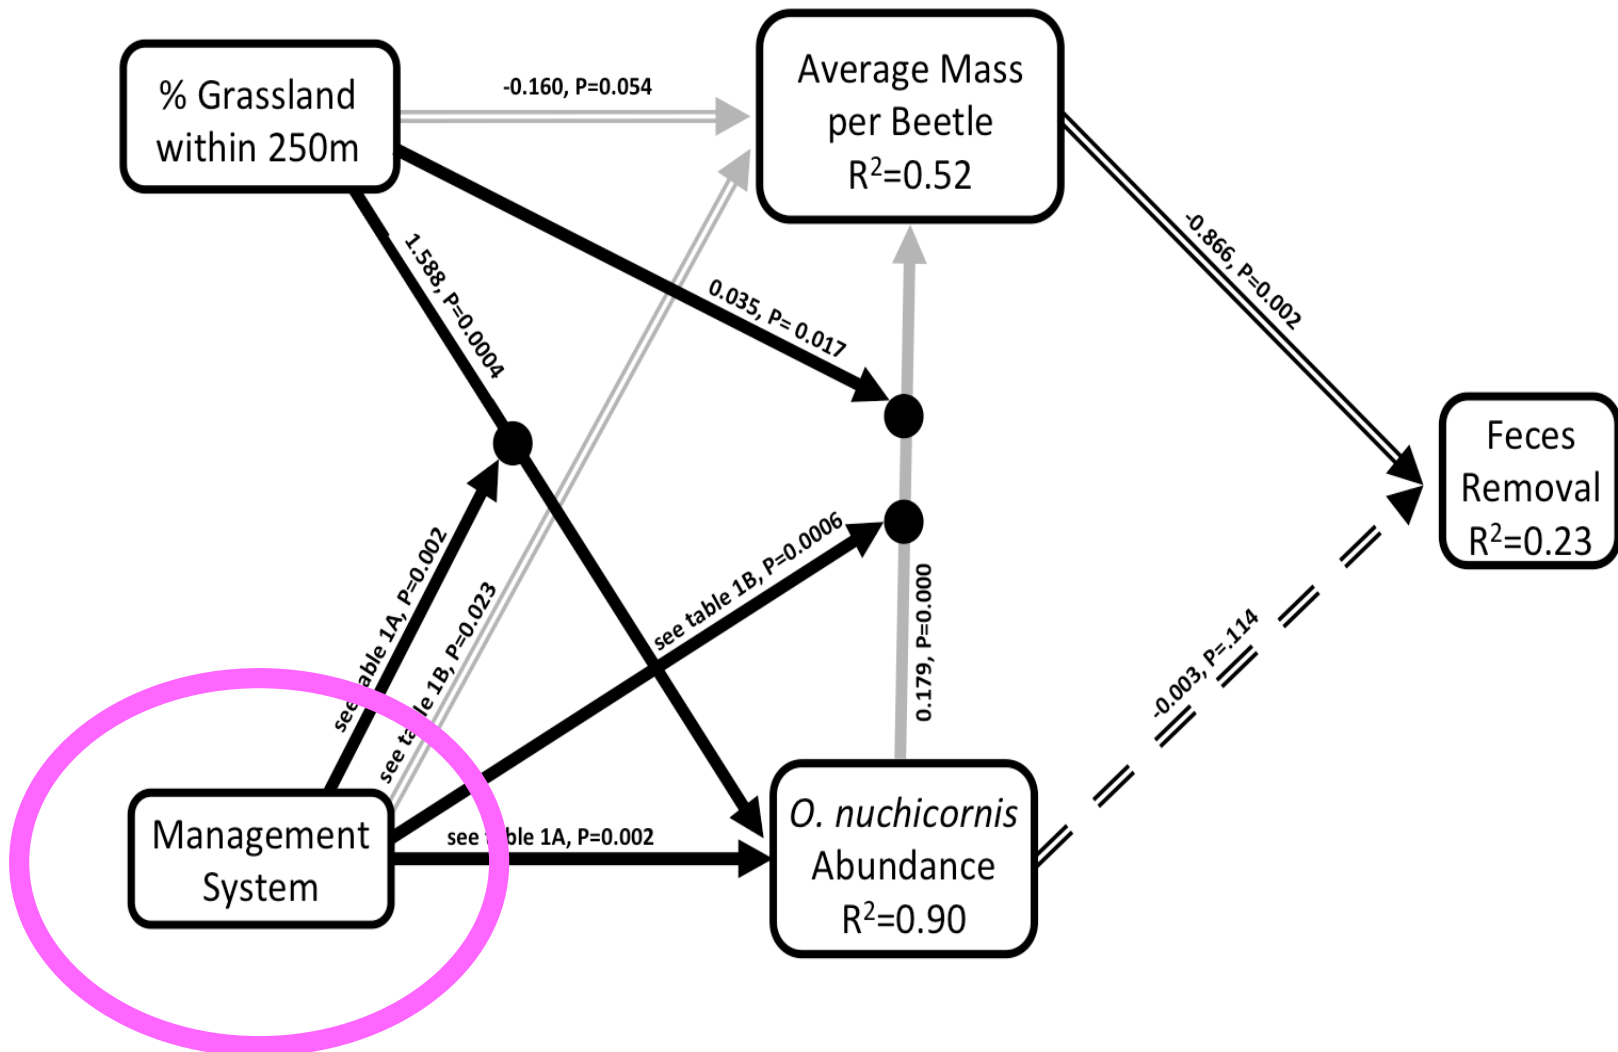 % Grassland
within 250m
-0.160, P=0.054
Average Mass
per Beetle
R²=0.52
1.588, P=0.0004
0.035, P= 0.017
-0.866, P=0.002
Feces
Removal
R²=0.23
see table 1A, P=0.002
see table 1B, P=0.023
see table 1B, P=0.0006
0.179, P=0.000
-0.003, P=.114
Management
System
see table 1A, P=0.002
O. nuchicornis
Abundance
R²=0.90